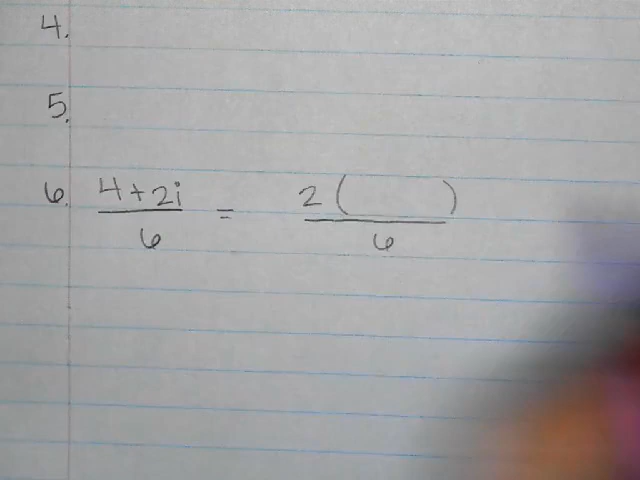 4.
5.
6. 4+2i/6 = 2(    )/6